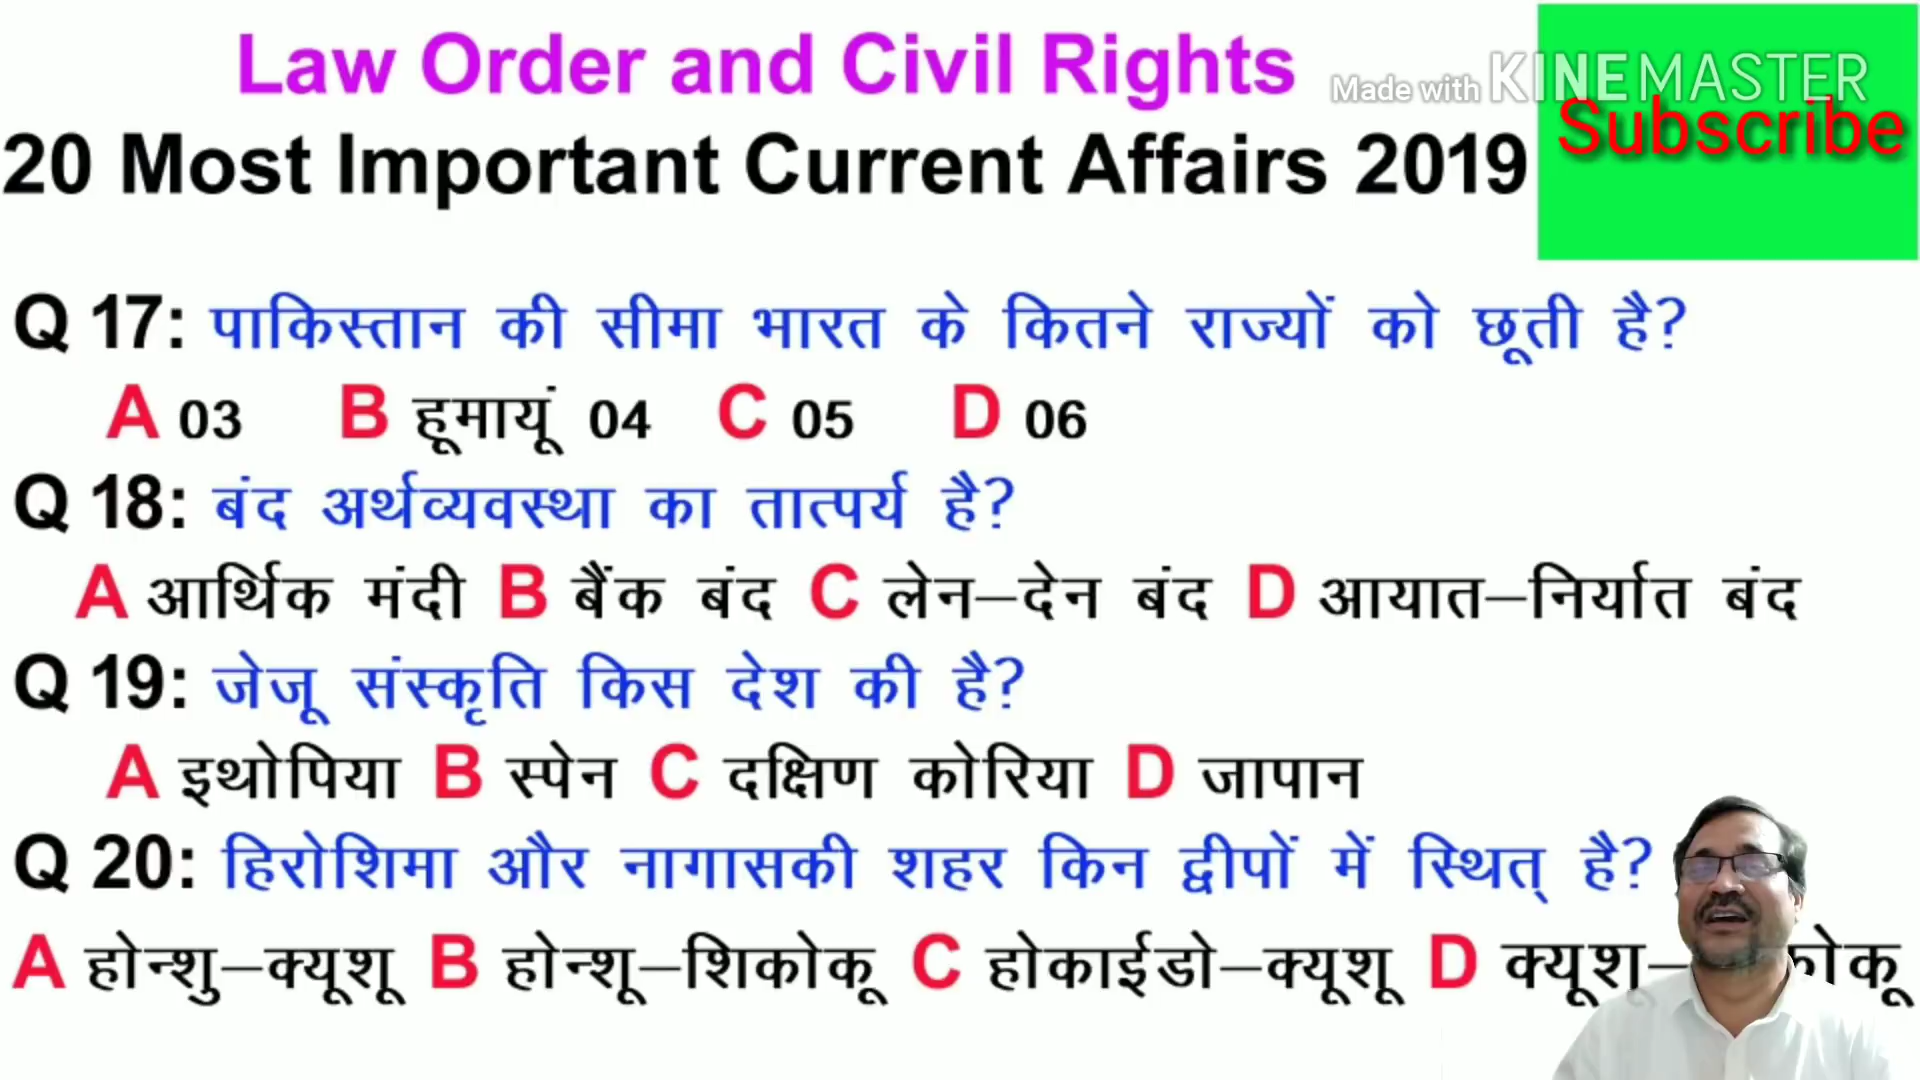 Law Order and Civil Rights
Made with KINEMASTER
Subscribe
20 Most Important Current Affairs 2019
Q 17: पाकिस्तान की सीमा भारत के कितने राज्यों को छूती है?
A 03 B हूमायूं 04 C 05 D 06
Q 18: बंद अर्थव्यवस्था का तात्पर्य है?
A आर्थिक मंदी B बैंक बंद C लेन–देन बंद D आयात–निर्यात बंद
Q 19: जेजू संस्कृति किस देश की है?
A इथोपिया B स्पेन C दक्षिण कोरिया D जापान
Q 20: हिरोशिमा और नागासकी शहर किन द्वीपों में स्थित् है?
A होन्शु–क्यूशू B होन्शू–शिकोकू C होकाईडो–क्यूशू D क्यूशू–